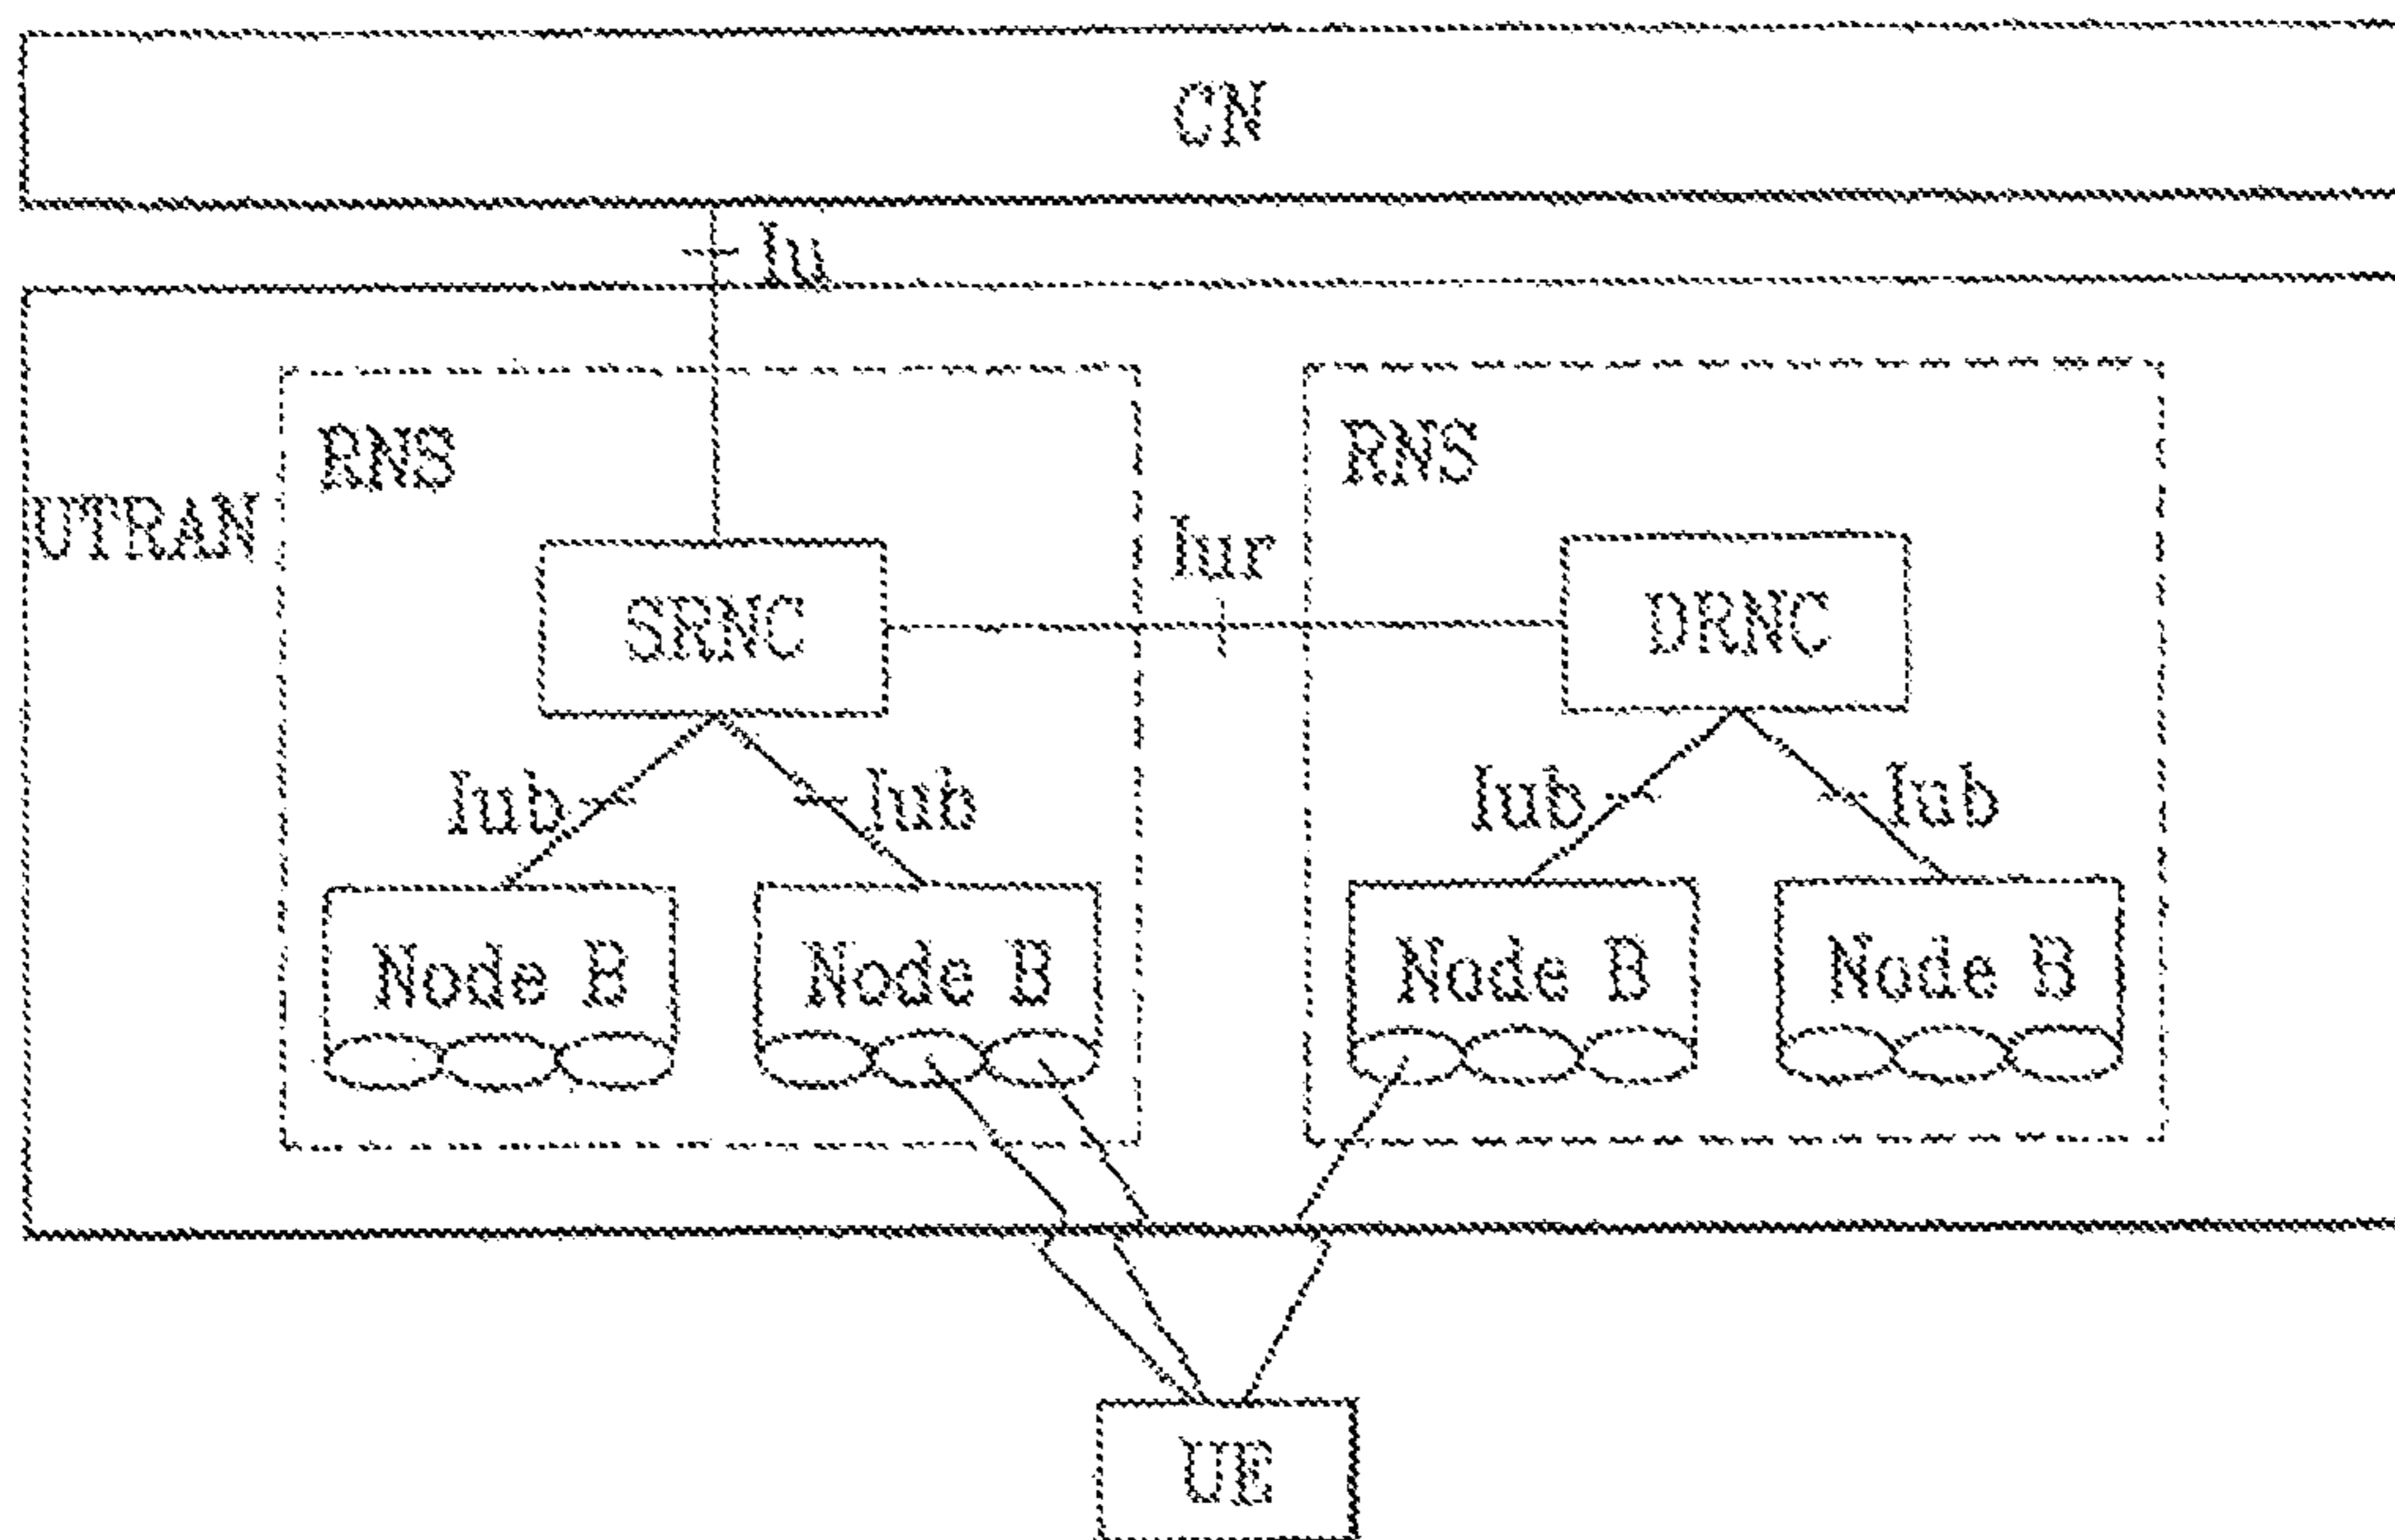 CN
Iu
RNS
RNS
UTRAN
Iur
SRNC
DRNC
Iub
Iub
Iub
Iub
Node B
Node B
Node B
Node B
UE